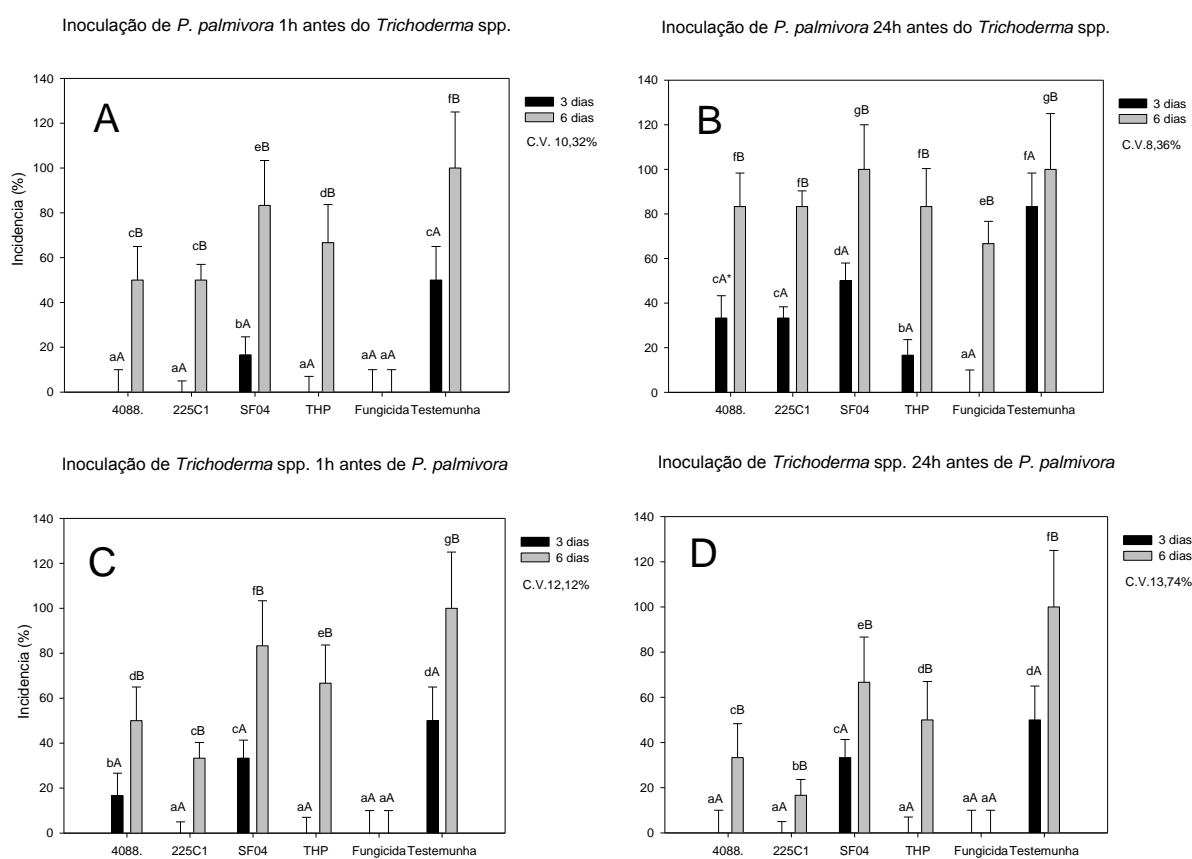 Inoculação de P. palmivora 1h antes do Trichoderma spp.
Inoculação de P. palmivora 24h antes do Trichoderma spp.
A
Incidencia (%)
140
120
100
80
60
40
20
0
aA cB aA cB bA eB aA dB aA aA cA fB
4088. 225C1 SF04 THP Fungicida Testemunha
3 dias
6 dias
C.V. 10,32%
B
140
120
100
80
60
40
20
0
cA* fB cA fB dA gB bA fB aA eB fA gB
4088. 225C1 SF04 THP Fungicida Testemunha
3 dias
6 dias
C.V.8,36%
Inoculação de Trichoderma spp. 1h antes de P. palmivora
Inoculação de Trichoderma spp. 24h antes de P. palmivora
C
Incidencia (%)
140
120
100
80
60
40
20
0
bA dB aA cB cA fB aA eB aA aA dA gB
4088. 225C1 SF04 THP Fungicida Testemunha
3 dias
6 dias
C.V.12,12%
D
140
120
100
80
60
40
20
0
aA cB aA bB cA eB aA dB aA aA dA fB
4088. 225C1 SF04 THP Fungicida Testemunha
3 dias
6 dias
C.V.13,74%